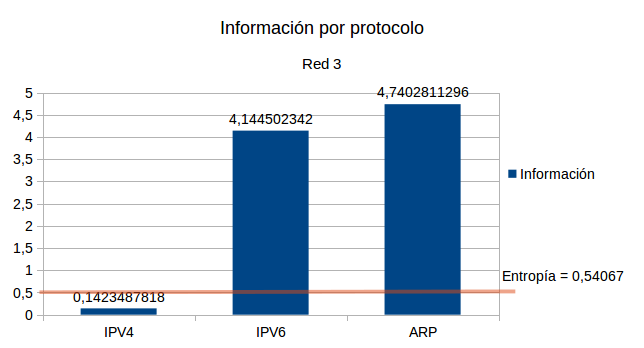 Información por protocolo
Red 3
5
4,5
4
3,5
3
2,5
2
1,5
1
0,5
0
4,7402811296
4,144502342
0,1423487818
Información
Entropía = 0,54067
IPV4
IPV6
ARP